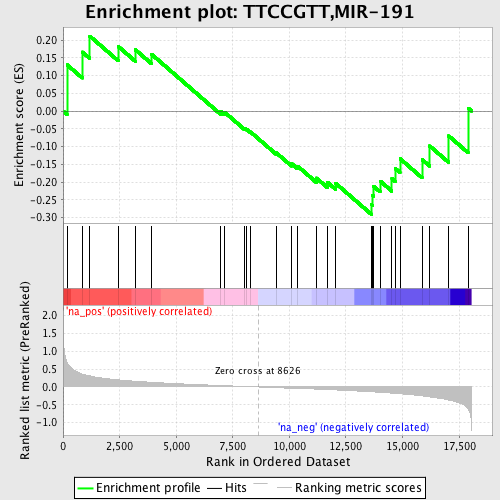 Enrichment plot: TTCCGTT,MIR-191
Enrichment score (ES)
0.20
0.15
0.10
0.05
0.00
-0.05
-0.10
-0.15
-0.20
-0.25
-0.30
'na_pos' (positively correlated)
Ranked list metric (PreRanked)
2.0
1.5
1.0
0.5
0.0
-0.5
-1.0
Zero cross at 8626
'na_neg' (negatively correlated)
0 2,500 5,000 7,500 10,000 12,500 15,000 17,500
Rank in Ordered Dataset
Enrichment profile Hits Ranking metric scores